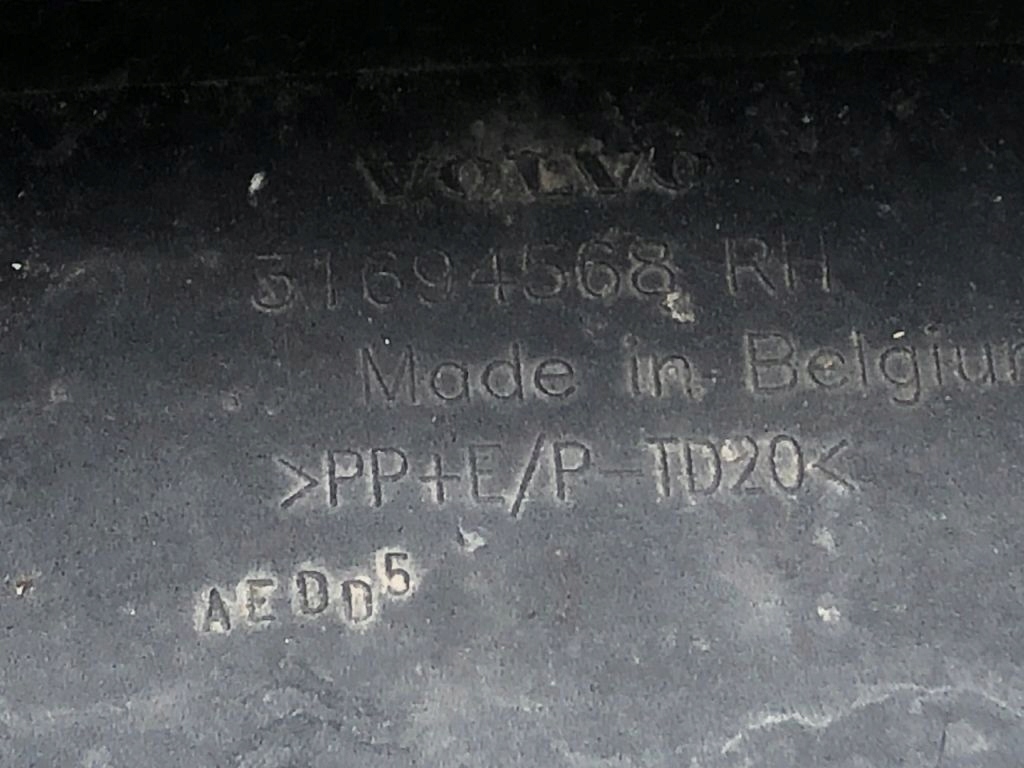 VOLVO
31694568 RH
Made in Belgium
>PP+E/P-TD20<
AEDD5